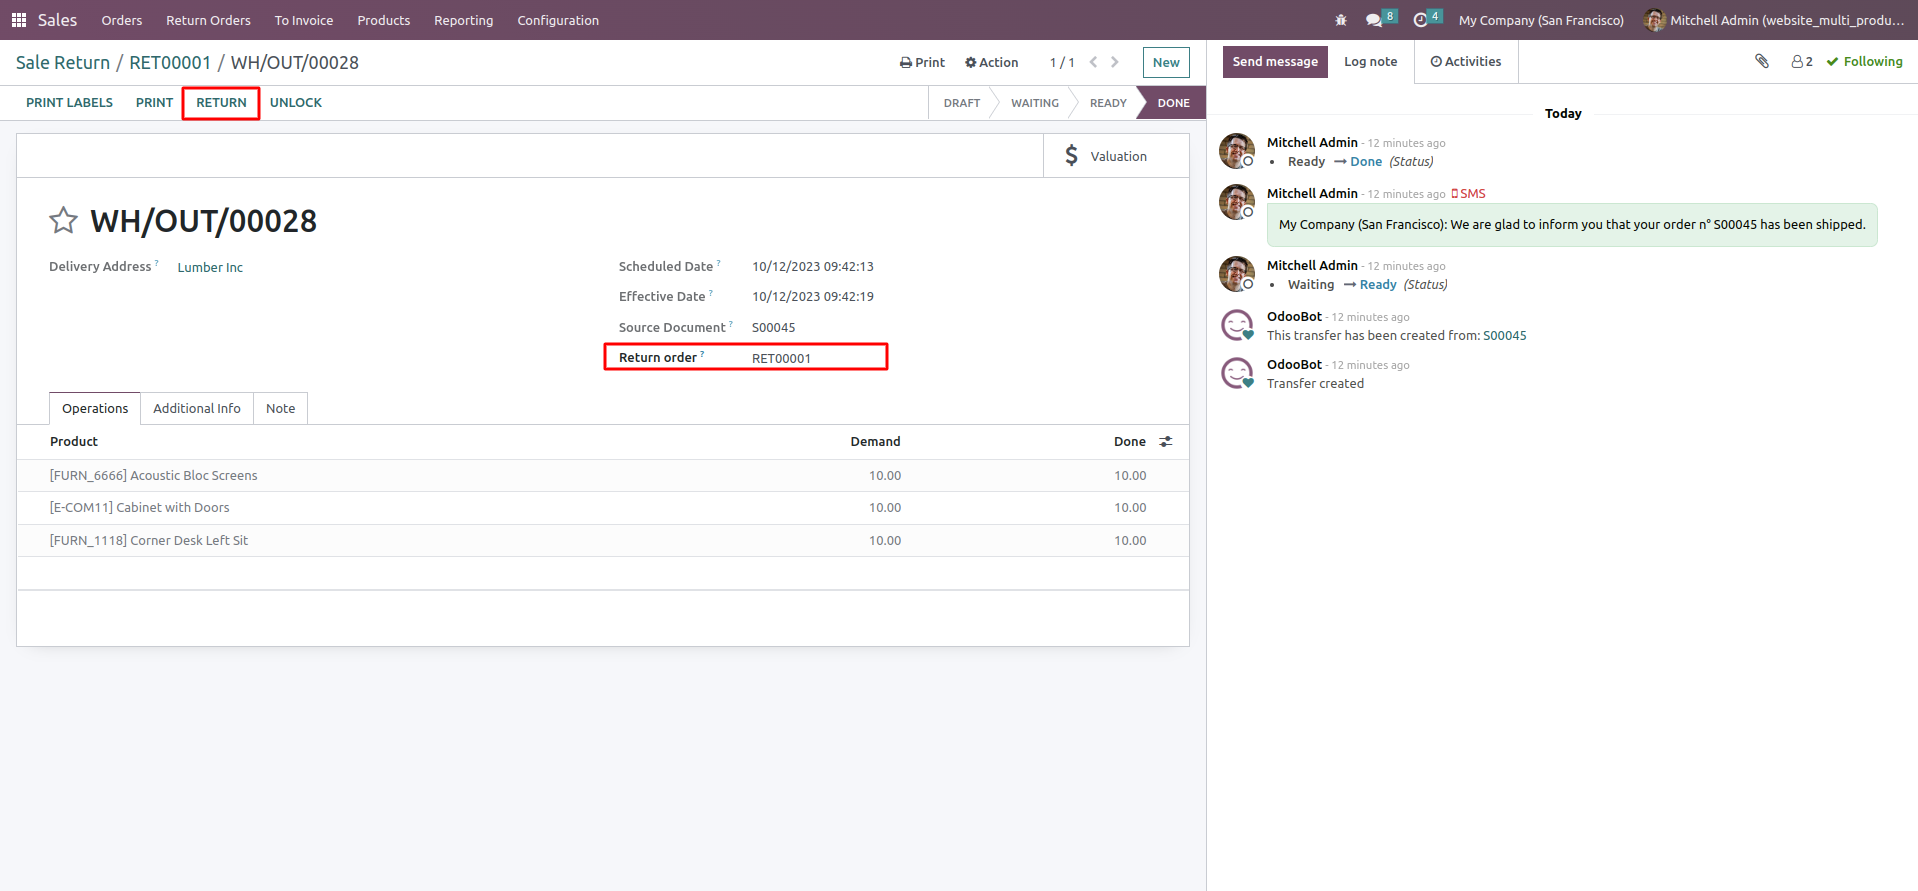 Sales Orders Return Orders To Invoice Products Reporting Configuration 8 4 My Company (San Francisco) Mitchell Admin (website_multi_produ...
Sale Return / RET00001 / WH/OUT/00028 Print Action 1 / 1 New
PRINT LABELS PRINT RETURN UNLOCK DRAFT WAITING READY DONE
$ Valuation
WH/OUT/00028
Delivery Address ? Lumber Inc
Scheduled Date ? 10/12/2023 09:42:13
Effective Date ? 10/12/2023 09:42:19
Source Document ? S00045
Return order ? RET00001
Operations Additional Info Note
Product Demand Done
[FURN_6666] Acoustic Bloc Screens 10.00 10.00
[E-COM11] Cabinet with Doors 10.00 10.00
[FURN_1118] Corner Desk Left Sit 10.00 10.00
Send message Log note Activities 2 Following
Today
Mitchell Admin - 12 minutes ago
• Ready → Done (Status)
Mitchell Admin - 12 minutes ago SMS
My Company (San Francisco): We are glad to inform you that your order n° S00045 has been shipped.
Mitchell Admin - 12 minutes ago
• Waiting → Ready (Status)
OdooBot - 12 minutes ago
This transfer has been created from: S00045
OdooBot - 12 minutes ago
Transfer created